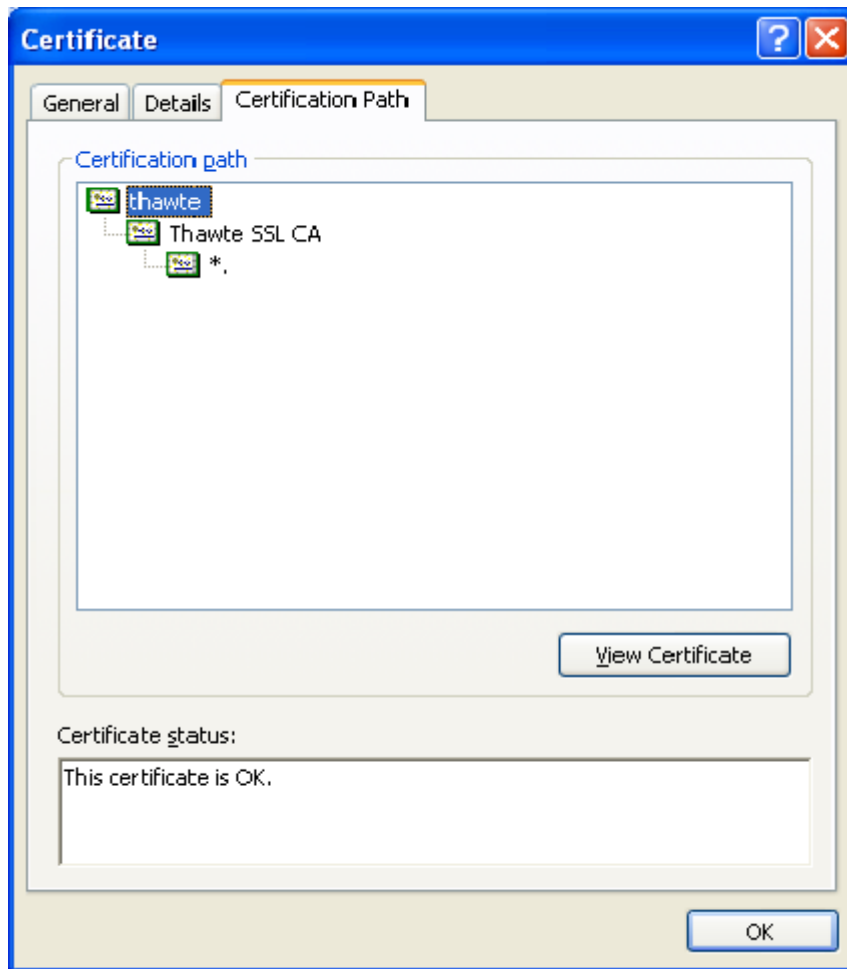 Certificate
General Details Certification Path
Certification path
thawte
Thawte SSL CA
*.
View Certificate
Certificate status:
This certificate is OK.
OK